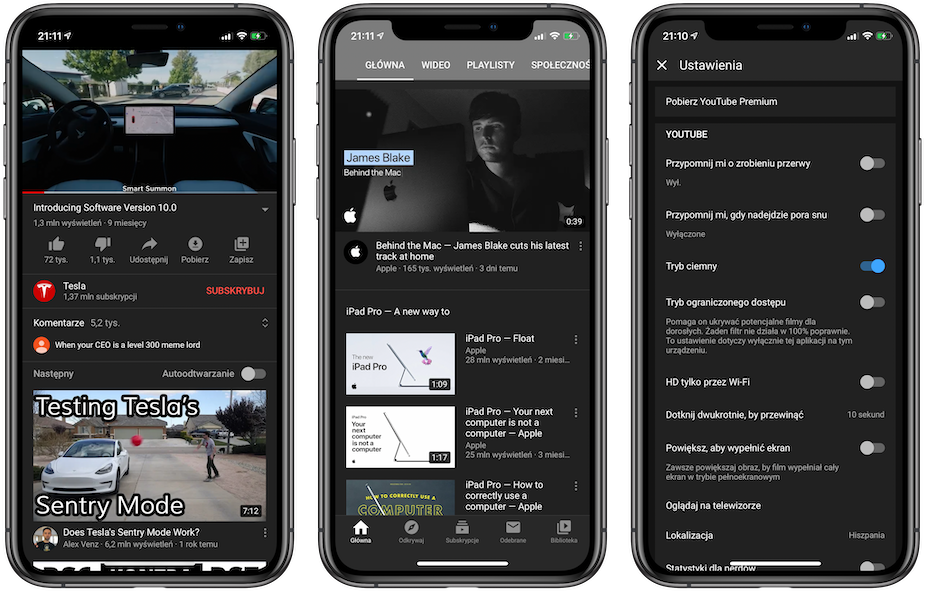 21:11
Smart Summon
Introducing Software Version 10.0
1,3 mln wyświetleń · 9 miesięcy
72 tys.
1,1 tys.
Udostępnij
Pobierz
Zapisz
Tesla
1,37 mln subskrypcji
SUBSKRYBUJ
Komentarze 5,2 tys.
When your CEO is a level 300 meme lord
Następny
Autoodtwarzanie
Testing Tesla's
Sentry Mode
7:12
Does Tesla's Sentry Mode Work?
Alex Venz · 6,2 mln wyświetleń · 1 rok temu
21:11
GŁÓWNA
WIDEO
PLAYLISTY
SPOŁECZNOŚ
James Blake
Behind the Mac
0:39
Behind the Mac — James Blake cuts his latest
track at home
Apple · 165 tys. wyświetleń · 3 dni temu
iPad Pro — A new way to
The new
iPad Pro
1:09
iPad Pro — Float
Apple
28 mln wyświetleń · 2 miesi...
iPad Pro
Your
next
computer
is not a
computer
1:17
iPad Pro — Your next
computer is not a
computer — Apple
Apple
25 mln wyświetleń · 3 miesi...
HOW TO CORRECTLY USE A
COMPUTER
iPad Pro — How to
correctly use a
computer — Apple
Główna
Odkrywaj
Subskrypcje
Odebrane
Biblioteka
21:10
Ustawienia
Pobierz YouTube Premium
YOUTUBE
Przypomnij mi o zrobieniu przerwy
Wył.
Przypomnij mi, gdy nadejdzie pora snu
Wyłączone
Tryb ciemny
Tryb ograniczonego dostępu
Pomaga on ukrywać potencjalne filmy dla
dorosłych. Żaden filtr nie działa w 100% poprawnie.
To ustawienie dotyczy wyłącznie tej aplikacji na tym
urządzeniu.
HD tylko przez Wi-Fi
Dotknij dwukrotnie, by przewinąć
10 sekund
Powiększ, aby wypełnić ekran
Zawsze powiększaj obraz, by film wypełniał cały
ekran w trybie pełnoekranowym
Oglądaj na telewizorze
Lokalizacja
Hiszpania
Statystyki dla nerdów